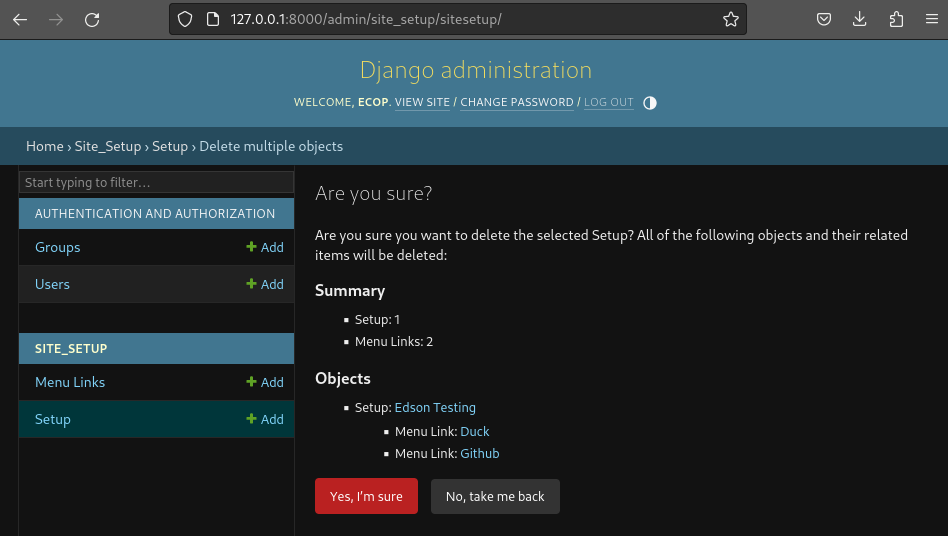 127.0.0.1:8000/admin/site_setup/sitesetup/
Django administration
WELCOME, ECOP. VIEW SITE / CHANGE PASSWORD / LOG OUT
Home › Site_Setup › Setup › Delete multiple objects
Start typing to filter…
AUTHENTICATION AND AUTHORIZATION
Groups + Add
Users + Add
SITE_SETUP
Menu Links + Add
Setup + Add
Are you sure?
Are you sure you want to delete the selected Setup? All of the following objects and their related
items will be deleted:
Summary
Setup: 1
Menu Links: 2
Objects
Setup: Edson Testing
Menu Link: Duck
Menu Link: Github
Yes, I'm sure No, take me back